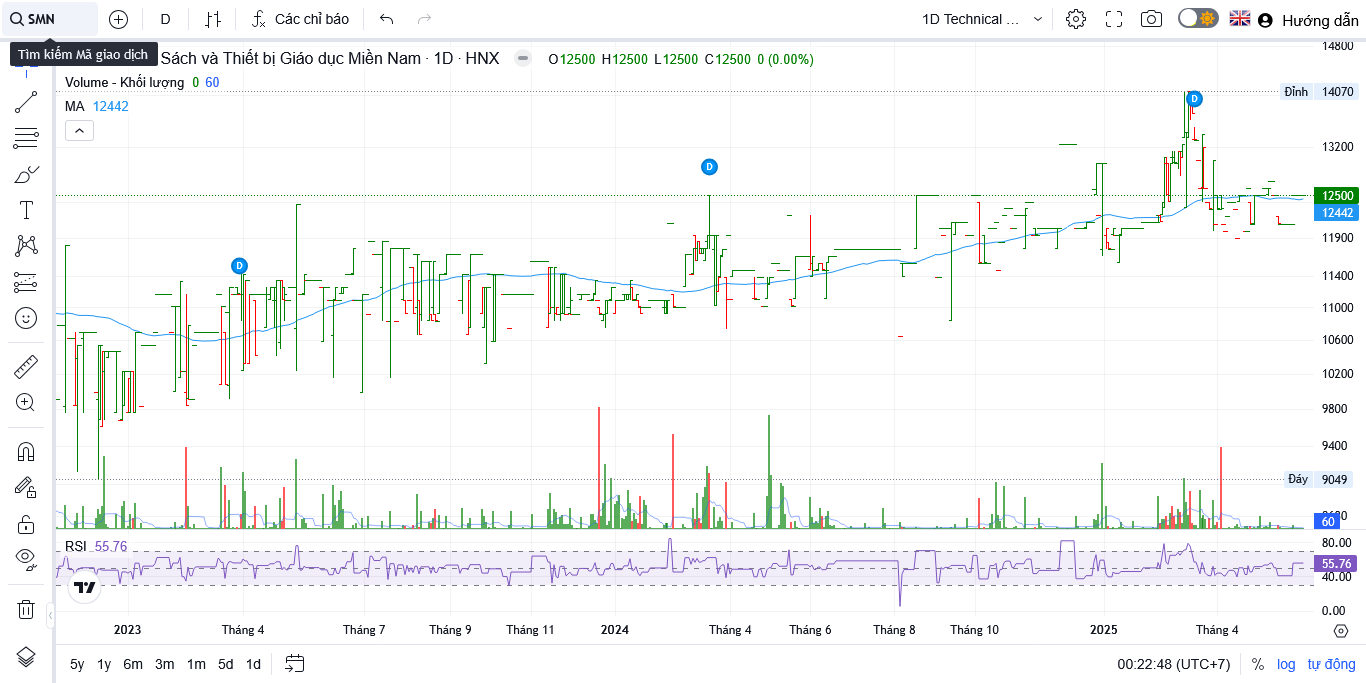 SMN D Các chỉ báo 1D Technical ... Hướng dẫn
Tìm kiếm Mã giao dịch
Sách và Thiết bị Giáo dục Miền Nam · 1D · HNX O12500 H12500 L12500 C12500 0 (0.00%)
Volume - Khối lượng 0 60
MA 12442
14800
Đỉnh 14070
D
13200
D
12500
12442
11900
D
11400
11000
10600
10200
9800
9400
Đáy 9049
8680
60
RSI 55.76
80.00
55.76
40.00
0.00
2023 Tháng 4 Tháng 7 Tháng 9 Tháng 11 2024 Tháng 4 Tháng 6 Tháng 8 Tháng 10 2025 Tháng 4
5y 1y 6m 3m 1m 5d 1d 00:22:48 (UTC+7) % log tự động